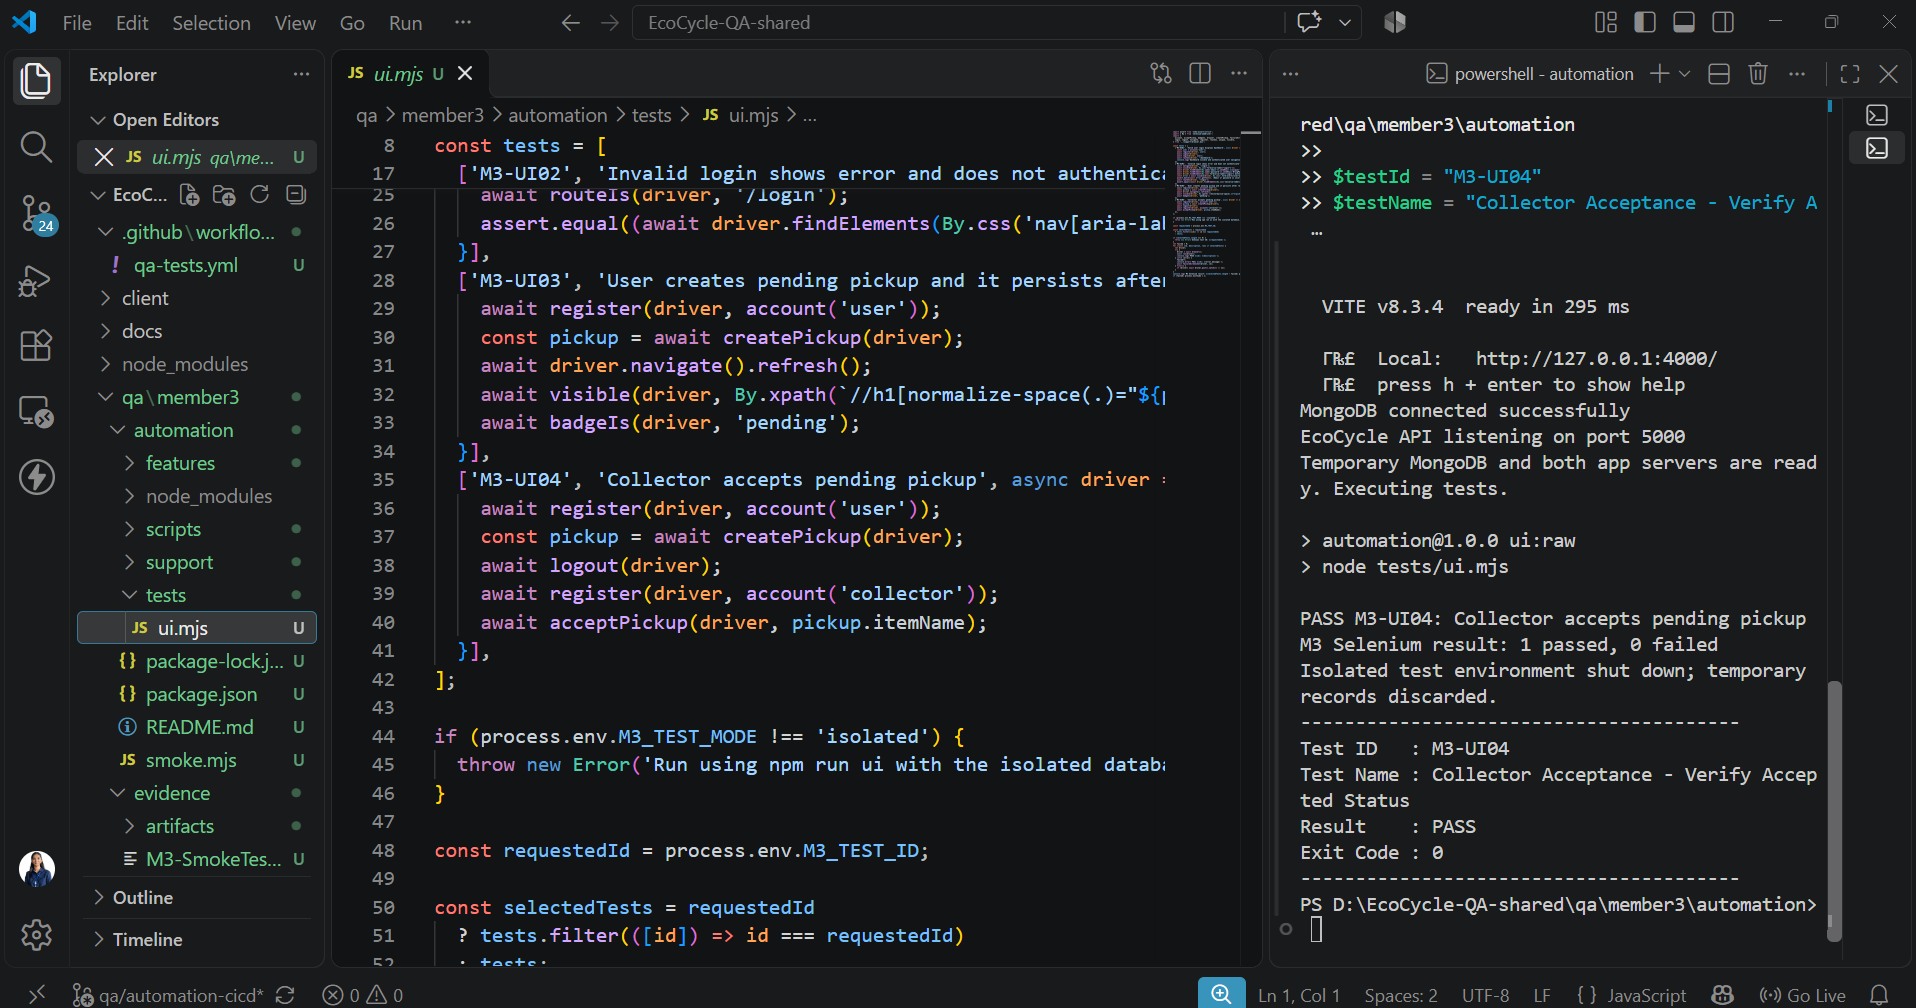 File Edit Selection View Go Run ··· EcoCycle-QA-shared
Explorer ···
Open Editors
JS ui.mjs qa\me... U
EcoC...
.github\workflo...
! qa-tests.yml U
client
docs
node_modules
qa\member3
automation
features
node_modules
scripts
support
tests
JS ui.mjs U
{} package-lock.j... U
{} package.json U
README.md U
JS smoke.mjs U
evidence
artifacts
M3-SmokeTes... U
Outline
Timeline
24
JS ui.mjs U
qa > member3 > automation > tests > JS ui.mjs > ...
8 const tests = [
17 ['M3-UI02', 'Invalid login shows error and does not authentica
25 await routeIs(driver, '/login');
26 assert.equal((await driver.findElements(By.css('nav[aria-lab
27 }],
28 ['M3-UI03', 'User creates pending pickup and it persists after
29 await register(driver, account('user'));
30 const pickup = await createPickup(driver);
31 await driver.navigate().refresh();
32 await visible(driver, By.xpath(`//h1[normalize-space(.)="${p
33 await badgeIs(driver, 'pending');
34 }],
35 ['M3-UI04', 'Collector accepts pending pickup', async driver =
36 await register(driver, account('user'));
37 const pickup = await createPickup(driver);
38 await logout(driver);
39 await register(driver, account('collector'));
40 await acceptPickup(driver, pickup.itemName);
41 }],
42 ];
43
44 if (process.env.M3_TEST_MODE !== 'isolated') {
45 throw new Error('Run using npm run ui with the isolated databa
46 }
47
48 const requestedId = process.env.M3_TEST_ID;
49
50 const selectedTests = requestedId
51 ? tests.filter(([id]) => id === requestedId)
52 : tests;
··· powershell - automation
red\qa\member3\automation
>>
>> $testId = "M3-UI04"
>> $testName = "Collector Acceptance - Verify A
…
VITE v8.3.4 ready in 295 ms
Local: http://127.0.0.1:4000/
press h + enter to show help
MongoDB connected successfully
EcoCycle API listening on port 5000
Temporary MongoDB and both app servers are read
y. Executing tests.
> automation@1.0.0 ui:raw
> node tests/ui.mjs
PASS M3-UI04: Collector accepts pending pickup
M3 Selenium result: 1 passed, 0 failed
Isolated test environment shut down; temporary
records discarded.
----------------------------------------
Test ID : M3-UI04
Test Name : Collector Acceptance - Verify Accep
ted Status
Result : PASS
Exit Code : 0
----------------------------------------
PS D:\EcoCycle-QA-shared\qa\member3\automation>
qa/automation-cicd* 0 0 Ln 1, Col 1 Spaces: 2 UTF-8 LF {} JavaScript Go Live